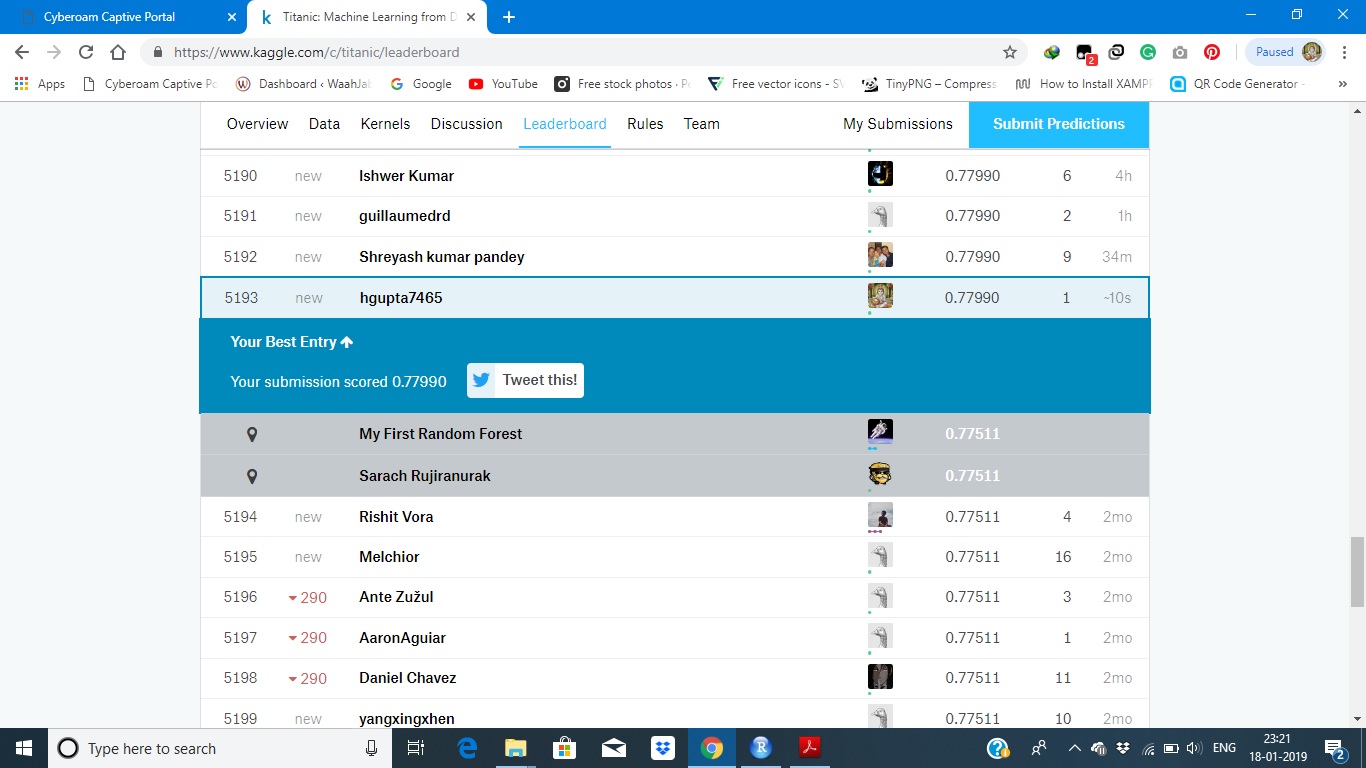 Cyberoam Captive Portal
Titanic: Machine Learning from D
https://www.kaggle.com/c/titanic/leaderboard
2
Paused
Apps
Cyberoam Captive Po
Dashboard ‹ WaahJab
Google
YouTube
Free stock photos · Pe
Free vector icons - SV
TinyPNG – Compress
How to Install XAMPP
QR Code Generator -
»
Overview Data Kernels Discussion Leaderboard Rules Team My Submissions Submit Predictions
5190 new Ishwer Kumar 0.77990 6 4h
5191 new guillaumedrd 0.77990 2 1h
5192 new Shreyash kumar pandey 0.77990 9 34m
5193 new hgupta7465 0.77990 1 ~10s
Your Best Entry ↑
Your submission scored 0.77990 Tweet this!
My First Random Forest 0.77511
Sarach Rujiranurak 0.77511
5194 new Rishit Vora 0.77511 4 2mo
5195 new Melchior 0.77511 16 2mo
5196 290 Ante Zužul 0.77511 3 2mo
5197 290 AaronAguiar 0.77511 1 2mo
5198 290 Daniel Chavez 0.77511 11 2mo
5199 new yangxingxhen 0.77511 10 2mo
Type here to search
ENG
23:21
18-01-2019
2